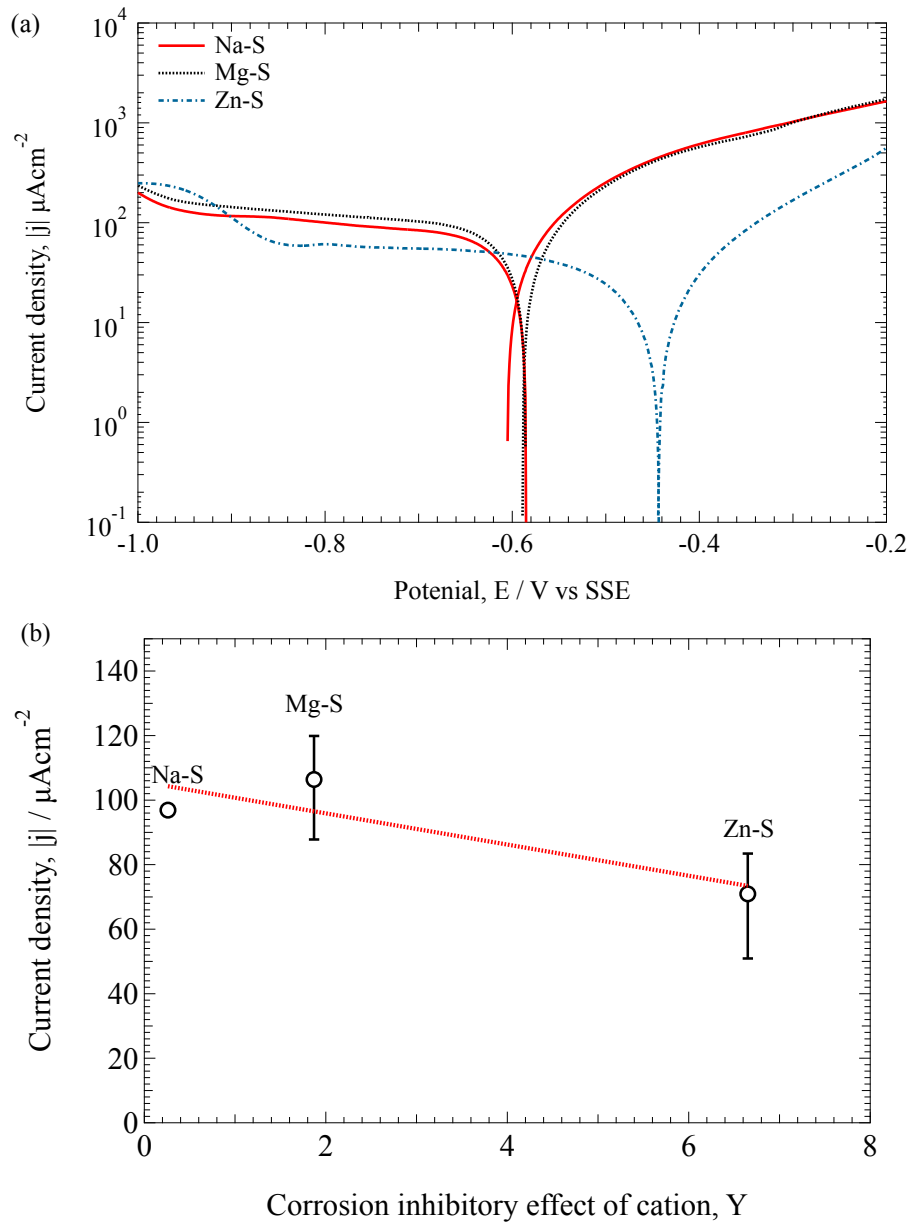 (a)
Na-S
Mg-S
Zn-S
10^4
10^3
10^2
10^1
10^0
10^-1
Current density, |j| μAcm^-2
-1.0 -0.8 -0.6 -0.4 -0.2
Potenial, E / V vs SSE
(b)
140
120
100
80
60
40
20
0
Current density, |j| / μAcm^-2
Na-S
Mg-S
Zn-S
0 2 4 6 8
Corrosion inhibitory effect of cation, Y